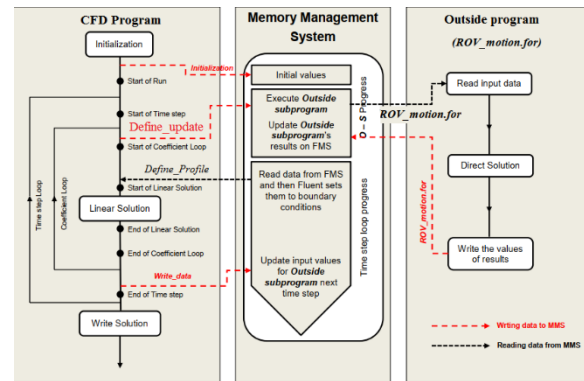 CFD Program
Initialization
Initialization
Start of Run
Start of Time step
Define_update
Start of Coefficient Loop
Define_Profile
Start of Linear Solution
Linear Solution
End of Linear Solution
End of Coefficient Loop
Write_data
End of Time step
Write Solution
Time step Loop
Coefficient Loop
Memory Management
System
Initial values
Execute Outside
subprogram
Update Outside
subprogram's
results on FMS
O – S Progress
Read data from FMS
and then Fluent sets
them to boundary
conditions
Update input values
for Outside
subprogram next
time step
Time step loop progress
Outside program
(ROV_motion.for)
Read input data
ROV_motion.for
Direct Solution
ROV_motion.for
Write the values
of results
Wrting data to MMS
Reading data from MMS